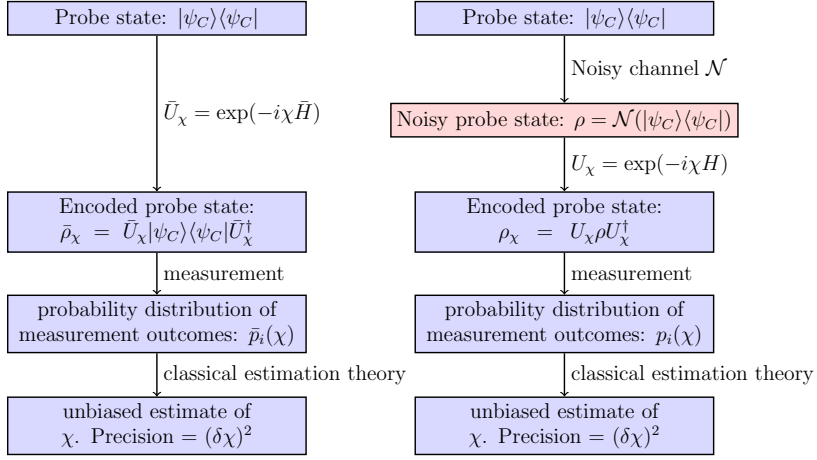 Probe state: |ψ_C⟩⟨ψ_C|
Ū_χ = exp(−iχH̄)
Encoded probe state:
ρ̄_χ = Ū_χ|ψ_C⟩⟨ψ_C|Ū_χ^†
measurement
probability distribution of
measurement outcomes: p̄_i(χ)
classical estimation theory
unbiased estimate of
χ. Precision = (δχ)²
Probe state: |ψ_C⟩⟨ψ_C|
Noisy channel 𝒩
Noisy probe state: ρ = 𝒩(|ψ_C⟩⟨ψ_C|)
U_χ = exp(−iχH)
Encoded probe state:
ρ_χ = U_χρU_χ^†
measurement
probability distribution of
measurement outcomes: p_i(χ)
classical estimation theory
unbiased estimate of
χ. Precision = (δχ)²